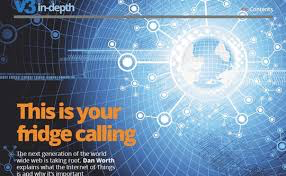 V3 in-depth
Contents
This is your
fridge calling
The next generation of the world
wide web is taking root. Dan Worth
explains what the Internet of Things
is and why it's important